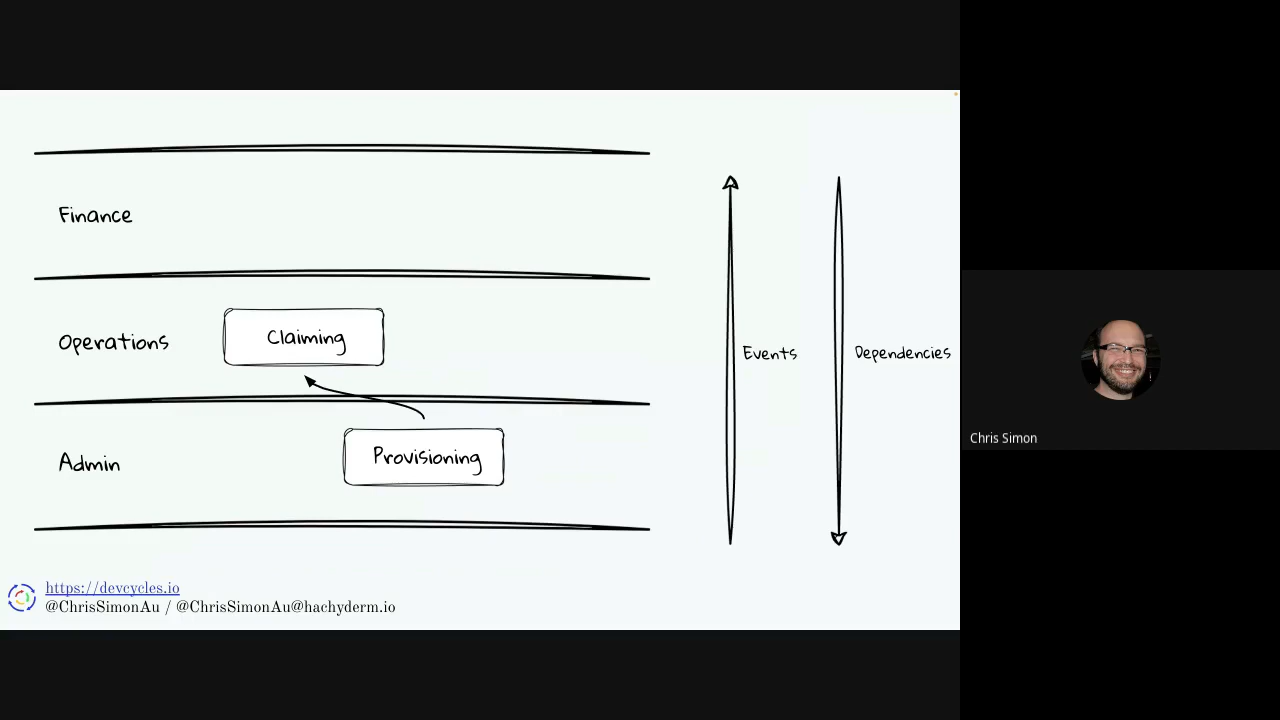 Finance
Operations
Claiming
Admin
Provisioning
Events
Dependencies
https://devcycles.io
@ChrisSimonAu / @ChrisSimonAu@hachyderm.io
Chris Simon